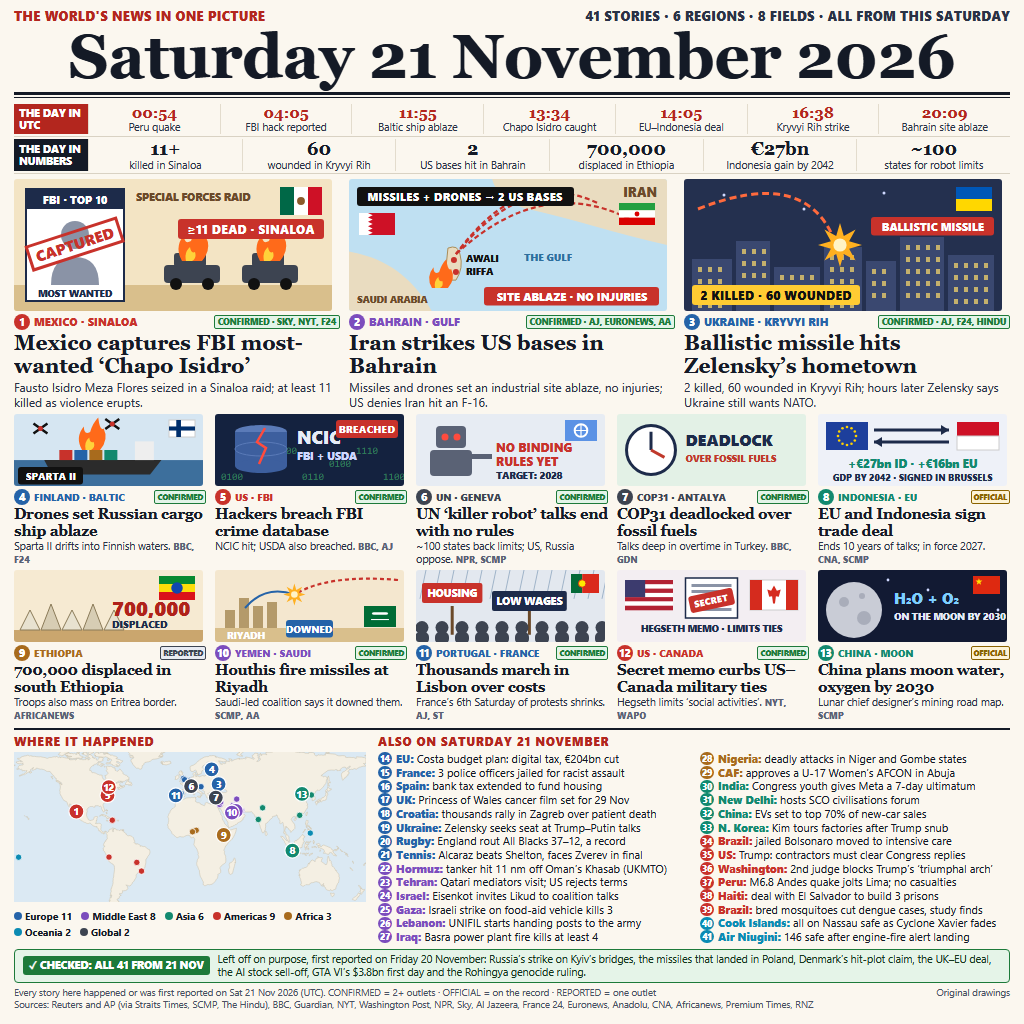 THE WORLD'S NEWS IN ONE PICTURE
41 STORIES · 6 REGIONS · 8 FIELDS · ALL FROM THIS SATURDAY
Saturday 21 November 2026
THE DAY IN UTC
00:54
Peru quake
04:05
FBI hack reported
11:55
Baltic ship ablaze
13:34
Chapo Isidro caught
14:05
EU–Indonesia deal
16:38
Kryvyi Rih strike
20:09
Bahrain site ablaze
THE DAY IN NUMBERS
11+
killed in Sinaloa
60
wounded in Kryvyi Rih
2
US bases hit in Bahrain
700,000
displaced in Ethiopia
€27bn
Indonesia gain by 2042
~100
states for robot limits
FBI · TOP 10
CAPTURED
MOST WANTED
SPECIAL FORCES RAID
≥11 DEAD · SINALOA
1 MEXICO · SINALOA
CONFIRMED · SKY, NYT, F24
Mexico captures FBI most-
wanted ‘Chapo Isidro’
Fausto Isidro Meza Flores seized in a Sinaloa raid; at least 11
killed as violence erupts.
MISSILES + DRONES → 2 US BASES
IRAN
AWALI
RIFFA
THE GULF
SAUDI ARABIA
SITE ABLAZE · NO INJURIES
2 BAHRAIN · GULF
CONFIRMED · AJ, EURONEWS, AA
Iran strikes US bases in
Bahrain
Missiles and drones set an industrial site ablaze, no injuries;
US denies Iran hit an F-16.
BALLISTIC MISSILE
2 KILLED · 60 WOUNDED
3 UKRAINE · KRYVYI RIH
CONFIRMED · AJ, F24, HINDU
Ballistic missile hits
Zelensky’s hometown
2 killed, 60 wounded in Kryvyi Rih; hours later Zelensky says
Ukraine still wants NATO.
SPARTA II
4 FINLAND · BALTIC
CONFIRMED
Drones set Russian cargo
ship ablaze
Sparta II drifts into Finnish waters. BBC,
F24
NCIC
BREACHED
FBI + USDA
1110
0100
0100
0110
1100
5 US · FBI
CONFIRMED
Hackers breach FBI
crime database
NCIC hit; USDA also breached. BBC, AJ
NO BINDING
RULES YET
TARGET: 2028
6 UN · GENEVA
CONFIRMED
UN ‘killer robot’ talks end
with no rules
~100 states back limits; US, Russia
oppose. NPR, SCMP
DEADLOCK
OVER FOSSIL FUELS
7 COP31 · ANTALYA
CONFIRMED
COP31 deadlocked over
fossil fuels
Talks deep in overtime in Turkey. BBC,
GDN
+€27bn ID · +€16bn EU
GDP BY 2042 · SIGNED IN BRUSSELS
8 INDONESIA · EU
OFFICIAL
EU and Indonesia sign
trade deal
Ends 10 years of talks; in force 2027.
CNA, SCMP
700,000
DISPLACED
9 ETHIOPIA
REPORTED
700,000 displaced in
south Ethiopia
Troops also mass on Eritrea border.
AFRICANEWS
RIYADH
DOWNED
10 YEMEN · SAUDI
CONFIRMED
Houthis fire missiles at
Riyadh
Saudi-led coalition says it downed them.
SCMP, AA
HOUSING
LOW WAGES
11 PORTUGAL · FRANCE
CONFIRMED
Thousands march in
Lisbon over costs
France’s 6th Saturday of protests shrinks.
AJ, ST
SECRET
HEGSETH MEMO · LIMITS TIES
12 US · CANADA
CONFIRMED
Secret memo curbs US–
Canada military ties
Hegseth limits ‘social activities’. NYT,
WAPO
H₂O + O₂
ON THE MOON BY 2030
13 CHINA · MOON
OFFICIAL
China plans moon water,
oxygen by 2030
Lunar chief designer’s mining road map.
SCMP
WHERE IT HAPPENED
4
12
3
11
7
13
1
10
9
8
Europe 11 Middle East 8 Asia 6 Americas 9 Africa 3
Oceania 2 Global 2
ALSO ON SATURDAY 21 NOVEMBER
14 EU: Costa budget plan: digital tax, €204bn cut
15 France: 3 police officers jailed for racist assault
16 Spain: bank tax extended to fund housing
17 UK: Princess of Wales cancer film set for 29 Nov
18 Croatia: thousands rally in Zagreb over patient death
19 Ukraine: Zelensky seeks seat at Trump–Putin talks
20 Rugby: England rout All Blacks 37–12, a record
21 Tennis: Alcaraz beats Shelton, faces Zverev in final
22 Hormuz: tanker hit 11 nm off Oman’s Khasab (UKMTO)
23 Tehran: Qatari mediators visit; US rejects terms
24 Israel: Eisenkot invites Likud to coalition talks
25 Gaza: Israeli strike on food-aid vehicle kills 3
26 Lebanon: UNIFIL starts handing posts to the army
27 Iraq: Basra power plant fire kills at least 4
28 Nigeria: deadly attacks in Niger and Gombe states
29 CAF: approves a U-17 Women’s AFCON in Abuja
30 India: Congress youth gives Meta a 7-day ultimatum
31 New Delhi: hosts SCO civilisations forum
32 China: EVs set to top 70% of new-car sales
33 N. Korea: Kim tours factories after Trump snub
34 Brazil: jailed Bolsonaro moved to intensive care
35 US: Trump: contractors must clear Congress replies
36 Washington: 2nd judge blocks Trump’s ‘triumphal arch’
37 Peru: M6.8 Andes quake jolts Lima; no casualties
38 Haiti: deal with El Salvador to build 3 prisons
39 Brazil: bred mosquitoes cut dengue cases, study finds
40 Cook Islands: all on Nassau safe as Cyclone Xavier fades
41 Air Niugini: 146 safe after engine-fire alert landing
✓ CHECKED: ALL 41 FROM 21 NOV
Left off on purpose, first reported on Friday 20 November: Russia’s strike on Kyiv’s bridges, the missiles that landed in Poland, Denmark’s hit-plot claim, the UK–EU deal,
the AI stock sell-off, GTA VI’s $3.8bn first day and the Rohingya genocide ruling.
Every story here happened or was first reported on Sat 21 Nov 2026 (UTC). CONFIRMED = 2+ outlets · OFFICIAL = on the record · REPORTED = one outlet
Original drawings
Sources: Reuters and AP (via Straits Times, SCMP, The Hindu), BBC, Guardian, NYT, Washington Post, NPR, Sky, Al Jazeera, France 24, Euronews, Anadolu, CNA, Africanews, Premium Times, RNZ